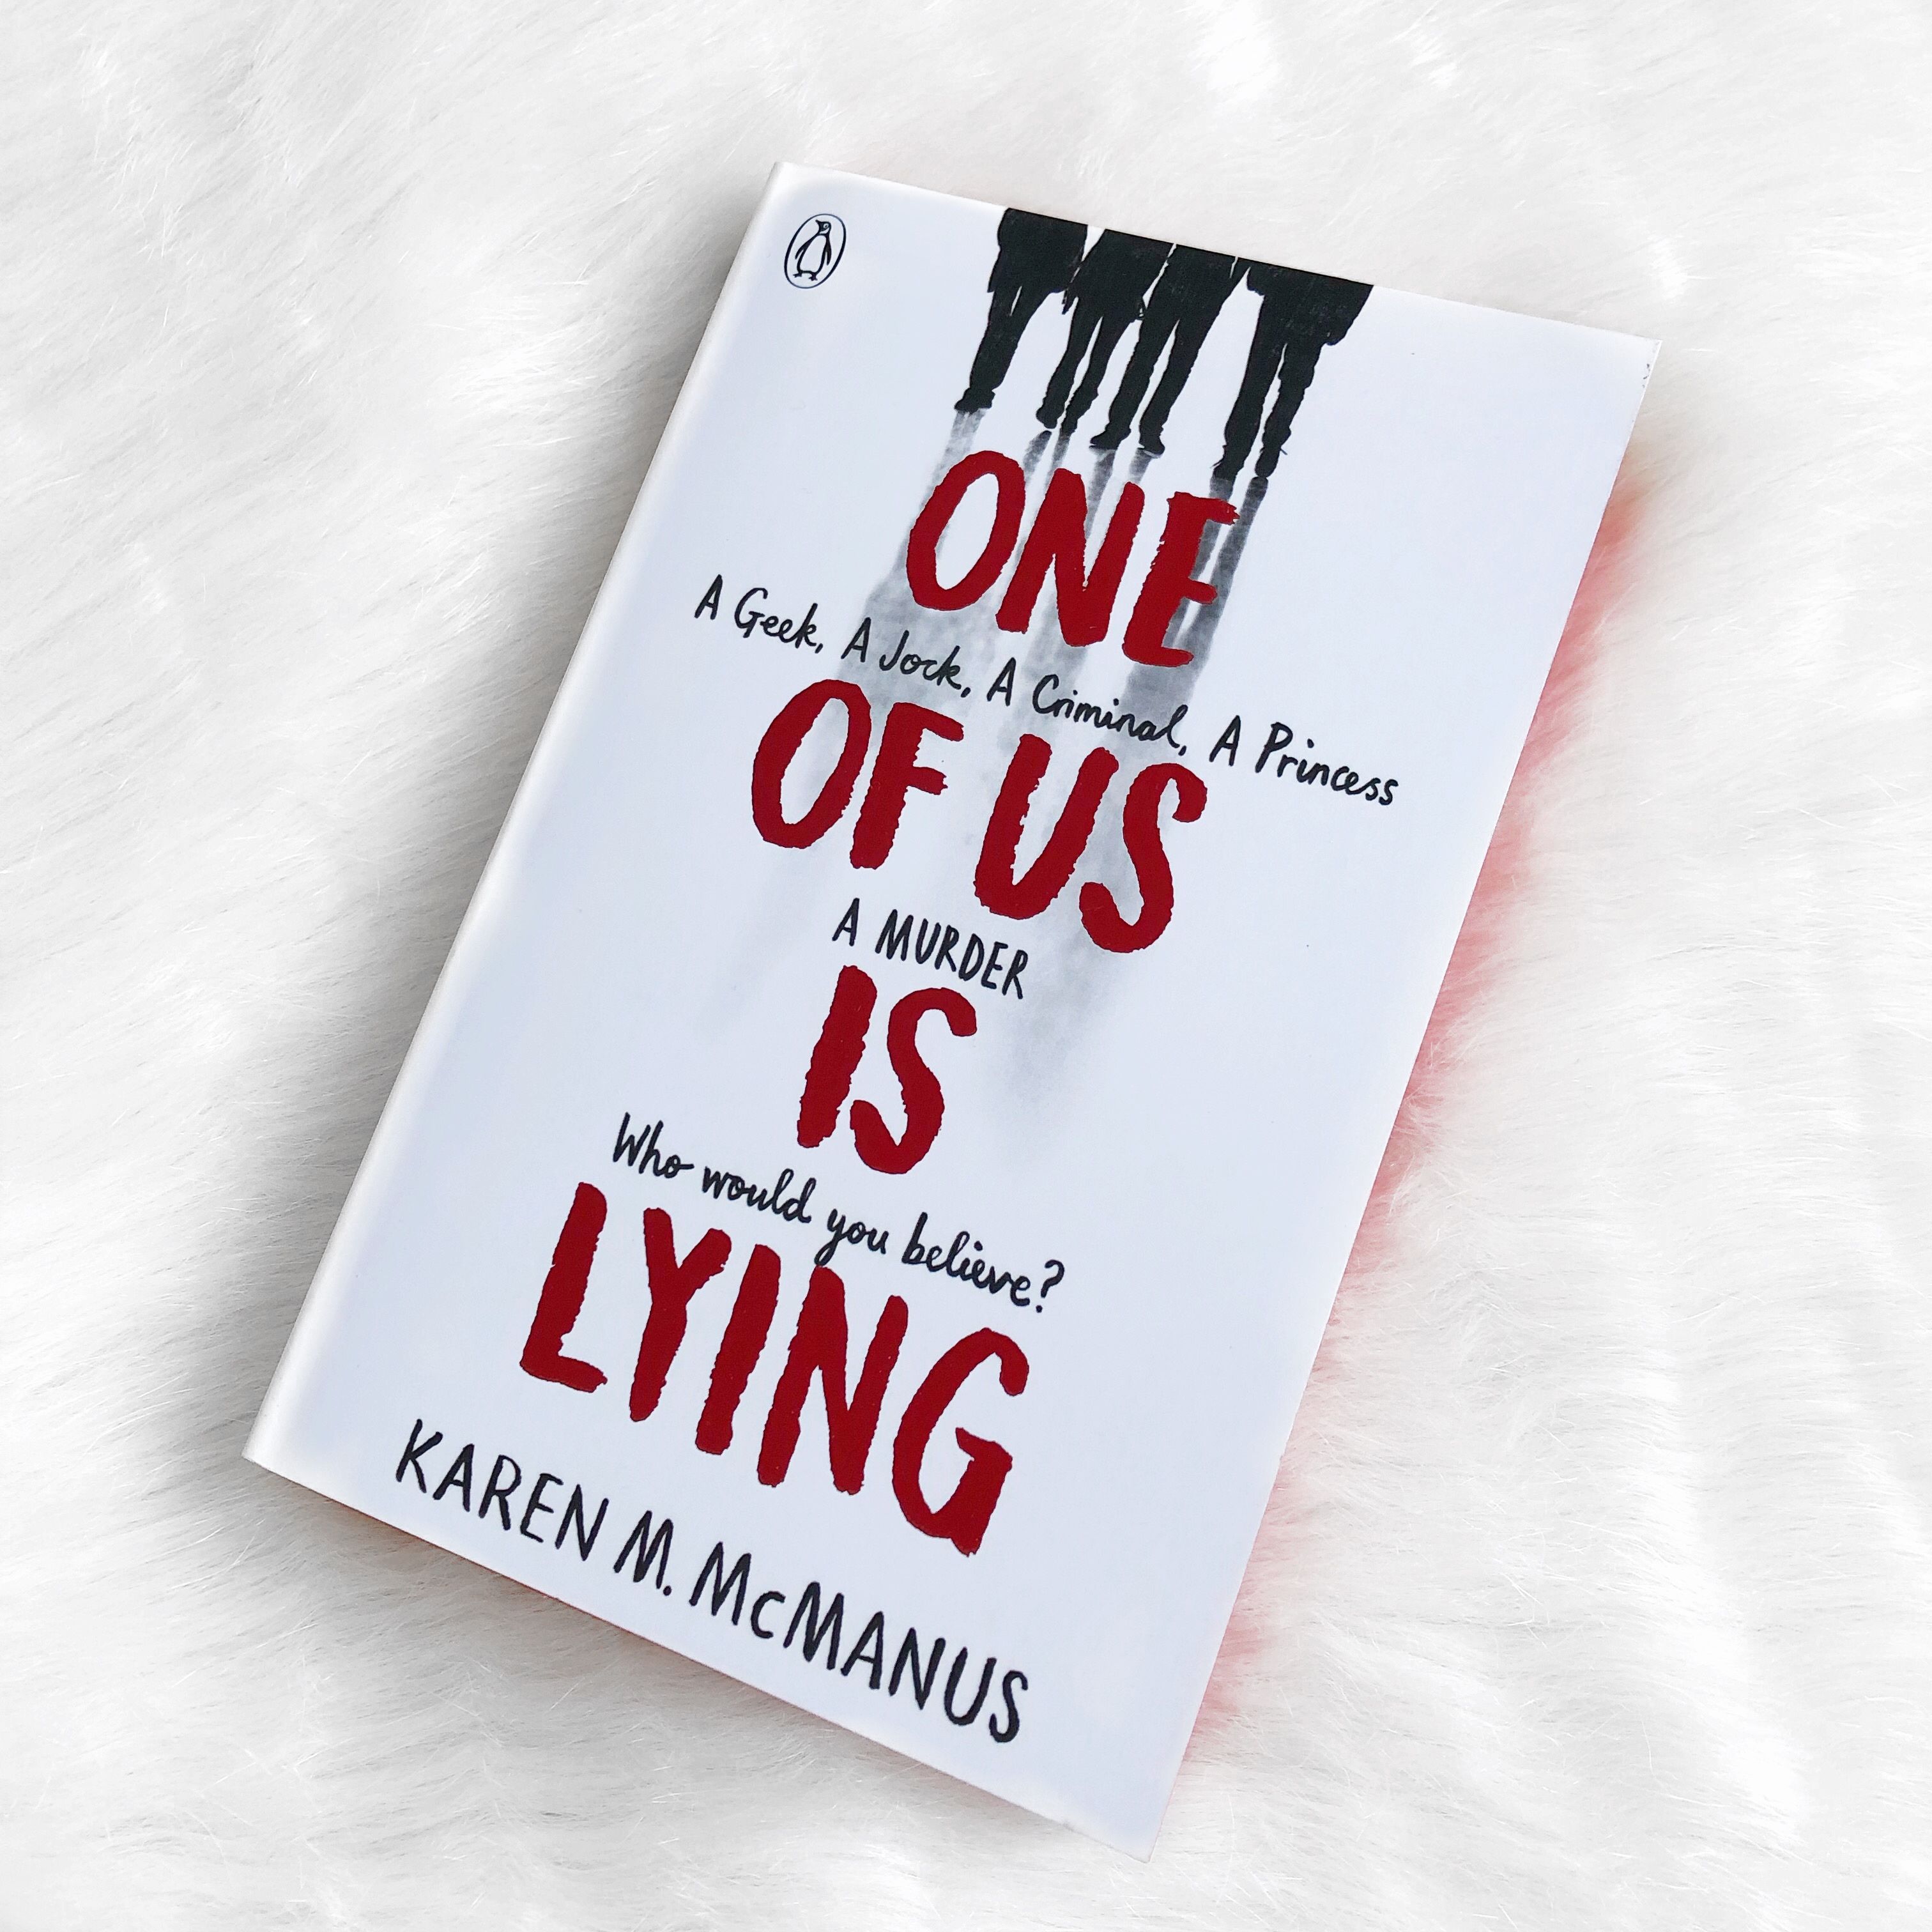 ONE
A Geek, A Jock, A Criminal, A Princess
OF US
A MURDER
IS
Who would you believe?
LYING
KAREN M. McMANUS